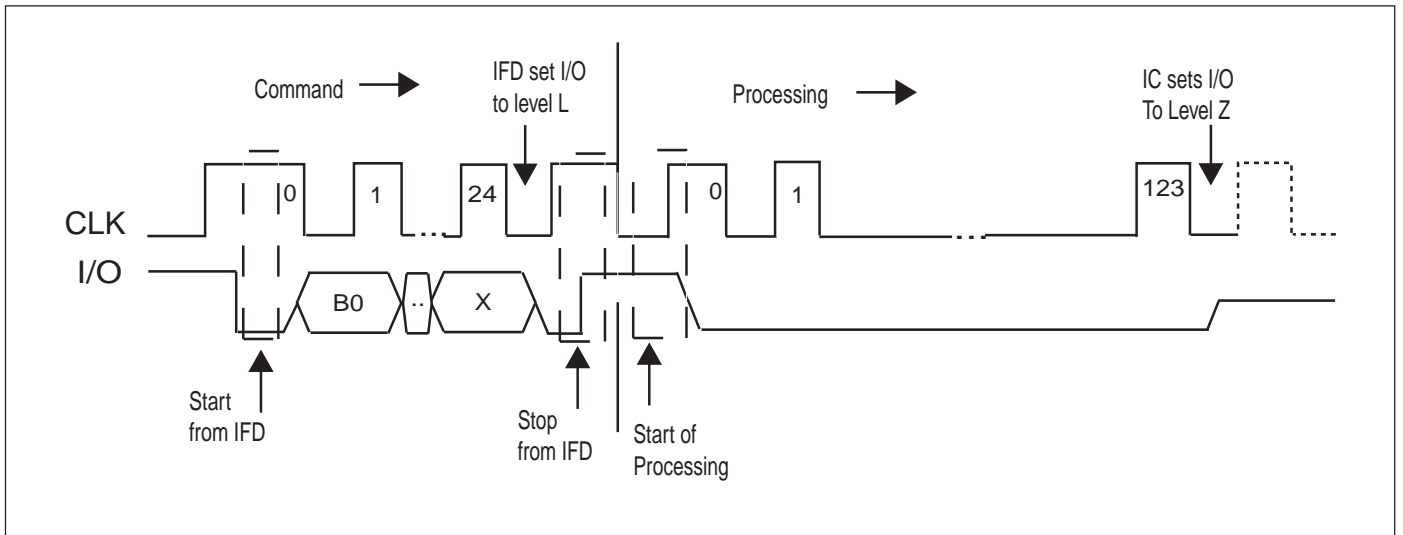 Command
IFD set I/O
to level L
Processing
IC sets I/O
To Level Z
CLK
0
1
24
0
1
123
I/O
B0
..
X
Start
from IFD
Stop
from IFD
Start of
Processing